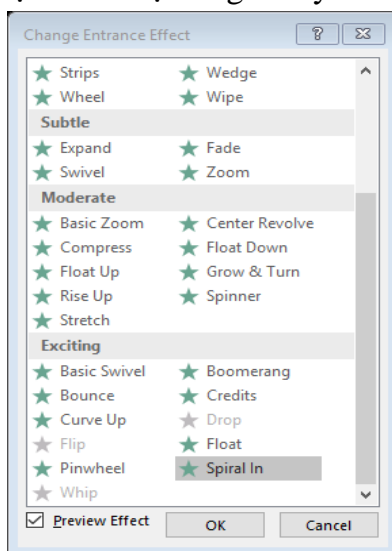 Change Entrance Effect
Strips Wedge
Wheel Wipe
Subtle
Expand Fade
Swivel Zoom
Moderate
Basic Zoom Center Revolve
Compress Float Down
Float Up Grow & Turn
Rise Up Spinner
Stretch
Exciting
Basic Swivel Boomerang
Bounce Credits
Curve Up Drop
Flip Float
Pinwheel Spiral In
Whip
Preview Effect OK Cancel